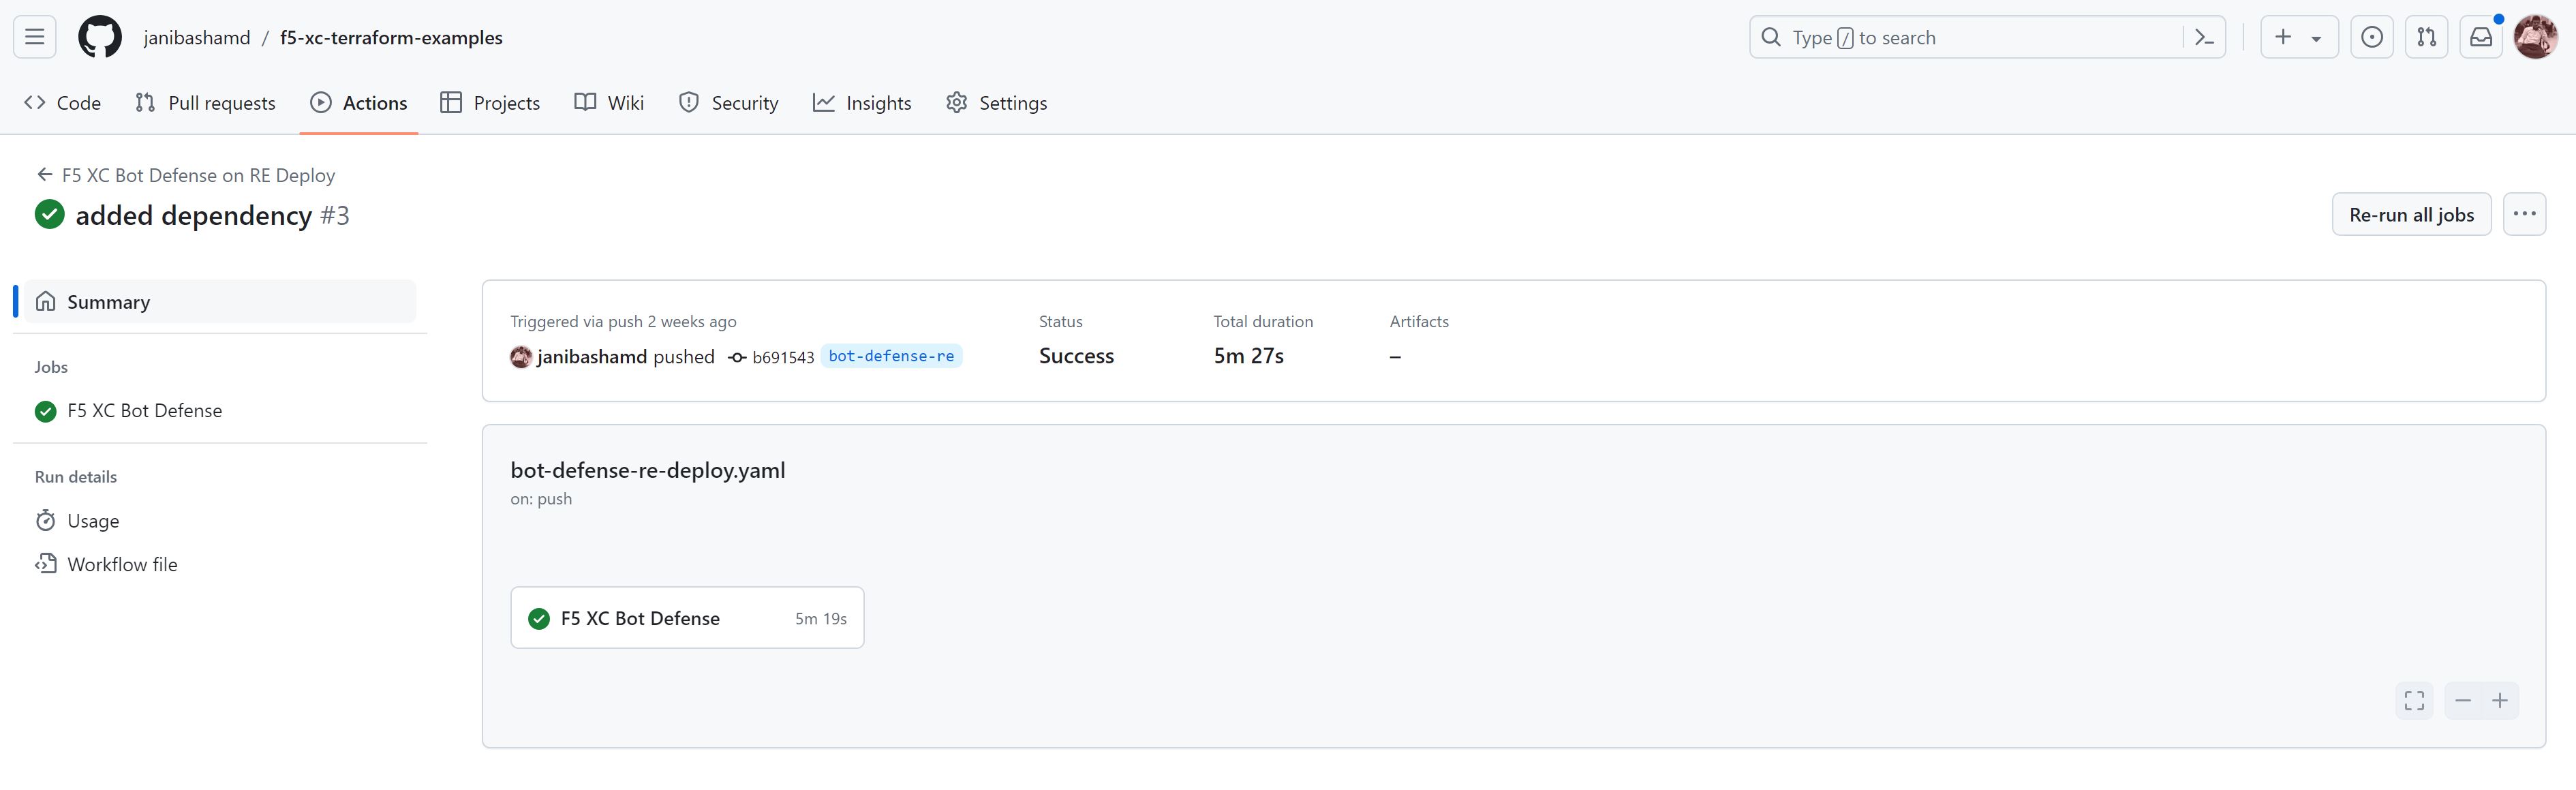 janibashamd / f5-xc-terraform-examples
Type / to search
Code
Pull requests
Actions
Projects
Wiki
Security
Insights
Settings
F5 XC Bot Defense on RE Deploy
added dependency #3
Re-run all jobs
Summary
Jobs
F5 XC Bot Defense
Run details
Usage
Workflow file
Triggered via push 2 weeks ago
janibashamd pushed b691543 bot-defense-re
Status
Success
Total duration
5m 27s
Artifacts
–
bot-defense-re-deploy.yaml
on: push
F5 XC Bot Defense 5m 19s